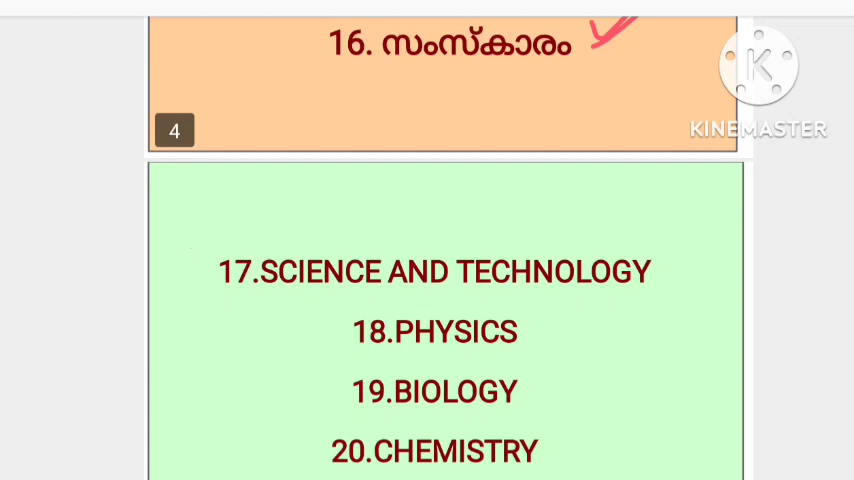 16. സംസ്കാരം
KINEMASTER
4
17.SCIENCE AND TECHNOLOGY
18.PHYSICS
19.BIOLOGY
20.CHEMISTRY